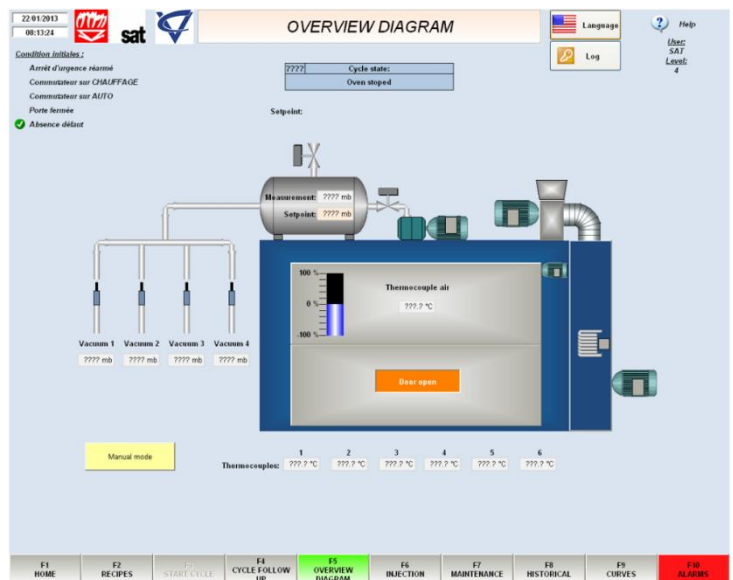 22/01/2013
08:13:24
sat
OVERVIEW DIAGRAM
Language
Log
Help
User:
SAT
Level:
4
Condition initiales :
Arrêt d'urgence réarmé
Commutateur sur CHAUFFAGE
Commutateur sur AUTO
Porte fermée
Absence défaut
???? Cycle state:
Oven stoped
Setpoint:
Measurement: ???? mb
Setpoint: ???? mb
100 %
0 %
-100 %
Thermocouple air
???.? °C
Door open
Vacuum 1 Vacuum 2 Vacuum 3 Vacuum 4
???? mb ???? mb ???? mb ???? mb
Manual mode
1 2 3 4 5 6
Thermocouples: ???.? °C ???.? °C ???.? °C ???.? °C ???.? °C ???.? °C
F1 HOME
F2 RECIPES
F3 START CYCLE
F4 CYCLE FOLLOW UP
F5 OVERVIEW DIAGRAM
F6 INJECTION
F7 MAINTENANCE
F8 HISTORICAL
F9 CURVES
F10 ALARMS